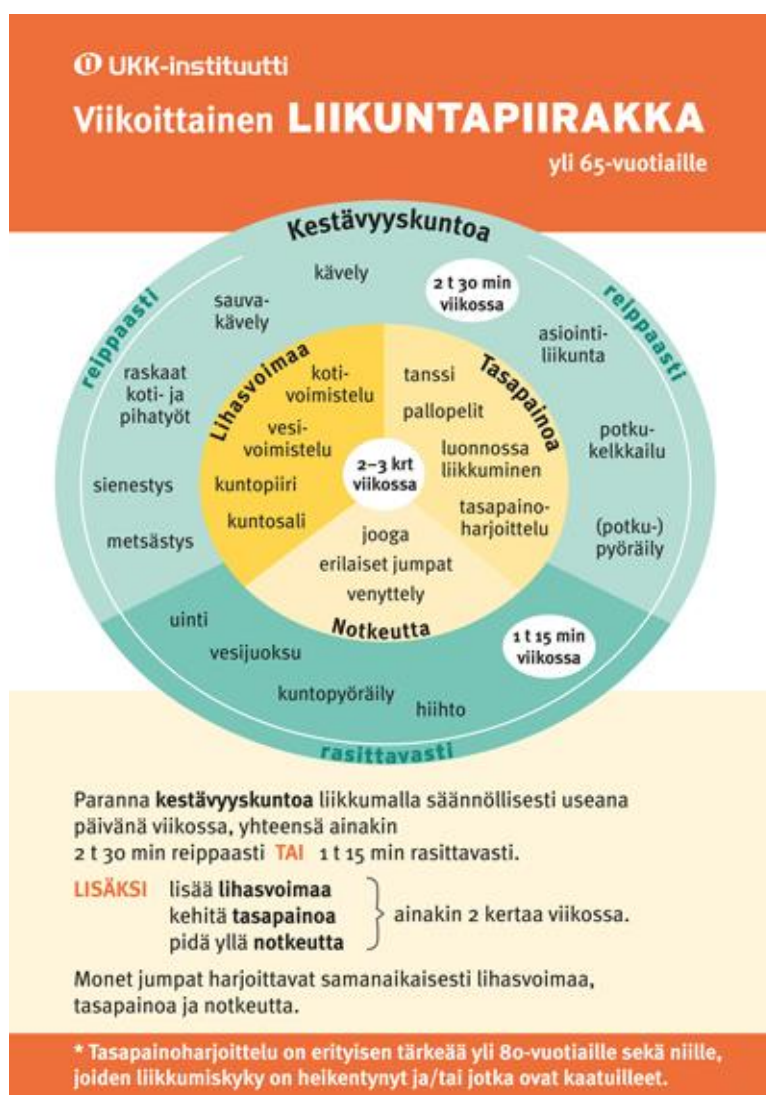 UKK-instituutti
Viikoittainen LIIKUNTAPIIRAKKA
yli 65-vuotiaille
Kestävyyskuntoa
reippaasti
reippaasti
kävely
2 t 30 min
viikossa
sauva-
kävely
asiointi-
liikunta
raskaat
koti- ja
pihatyöt
potku-
kelkkailu
sienestys
metsästys
(potku-)
pyöräily
Lihasvoimaa
koti-
voimistelu
vesi-
voimistelu
kuntopiiri
kuntosali
Tasapainoa
tanssi
pallopelit
luonnossa
liikkuminen
tasapaino-
harjoittelu
2–3 krt
viikossa
jooga
erilaiset jumpat
venyttely
Notkeutta
uinti
vesijuoksu
kuntopyöräily
hiihto
1 t 15 min
viikossa
rasittavasti
Paranna kestävyyskuntoa liikkumalla säännöllisesti useana
päivänä viikossa, yhteensä ainakin
2 t 30 min reippaasti TAI 1 t 15 min rasittavasti.
LISÄKSI lisää lihasvoimaa
kehitä tasapainoa ainakin 2 kertaa viikossa.
pidä yllä notkeutta
Monet jumpat harjoittavat samanaikaisesti lihasvoimaa,
tasapainoa ja notkeutta.
* Tasapainoharjoittelu on erityisen tärkeää yli 80-vuotiaille sekä niille,
joiden liikkumiskyky on heikentynyt ja/tai jotka ovat kaatuilleet.